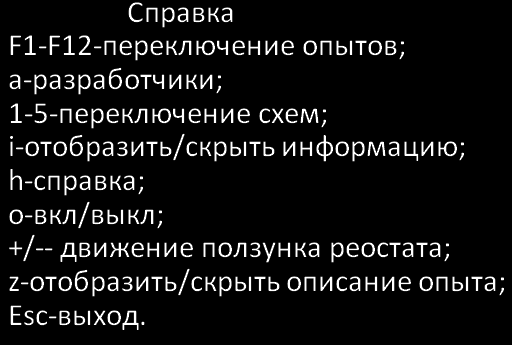 Справка
F1-F12-переключение опытов;
a-разработчики;
1-5-переключение схем;
i-отобразить/скрыть информацию;
h-справка;
o-вкл/выкл;
+/-- движение ползунка реостата;
z-отобразить/скрыть описание опыта;
Esc-выход.